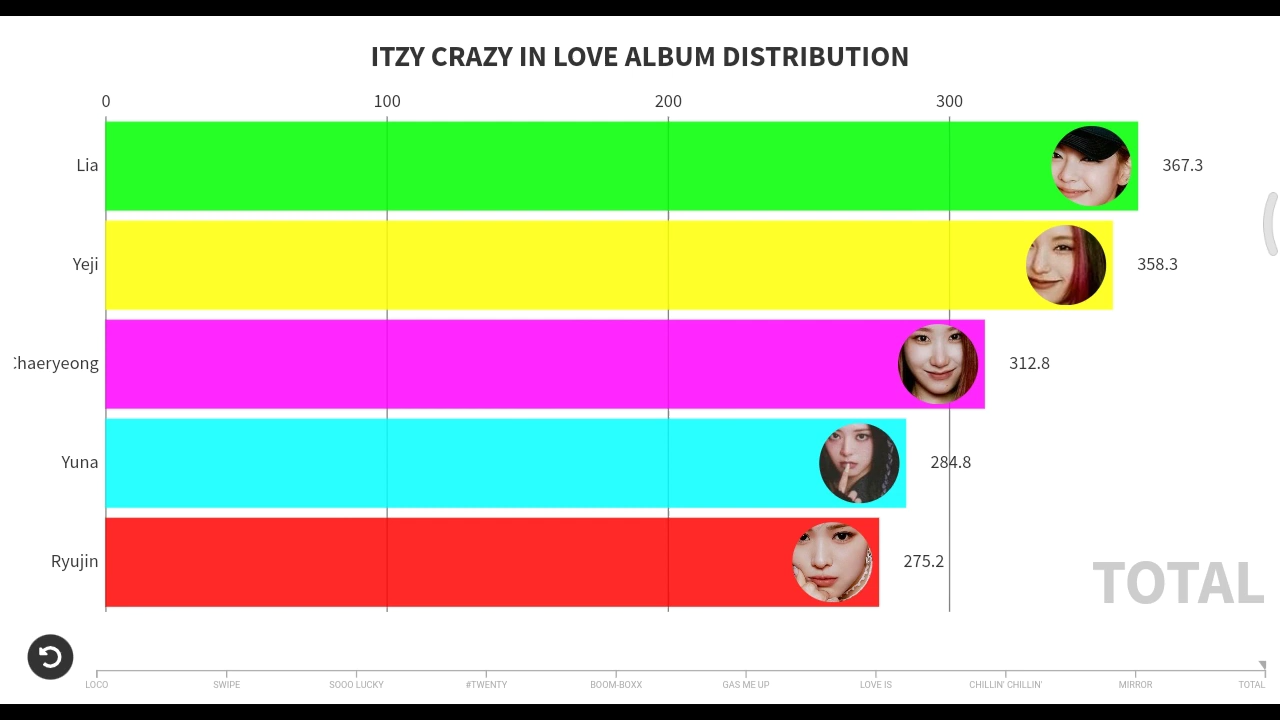 ITZY CRAZY IN LOVE ALBUM DISTRIBUTION
0 100 200 300
Lia 367.3
Yeji 358.3
haeryeong 312.8
Yuna 284.8
Ryujin 275.2
TOTAL
LOCO SWIPE SOOO LUCKY #TWENTY BOOM-BOXX GAS ME UP LOVE IS CHILLIN' CHILLIN' MIRROR TOTAL